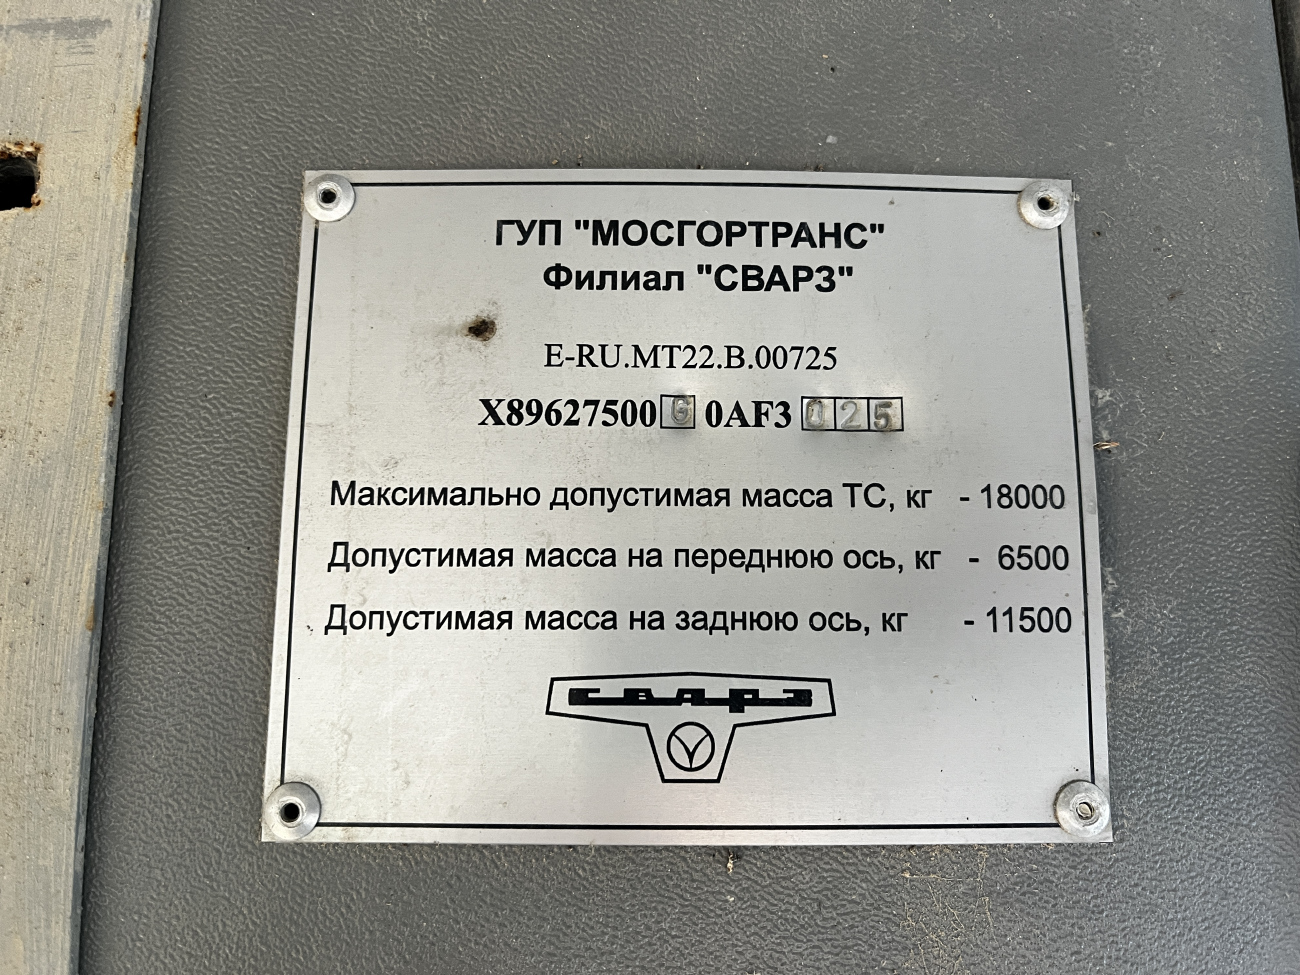 ГУП "МОСГОРТРАНС"
Филиал "СВАРЗ"
E-RU.MT22.B.00725
X89627500G0AF3025
Максимально допустимая масса ТС, кг - 18000
Допустимая масса на переднюю ось, кг - 6500
Допустимая масса на заднюю ось, кг - 11500
СВАРЗ